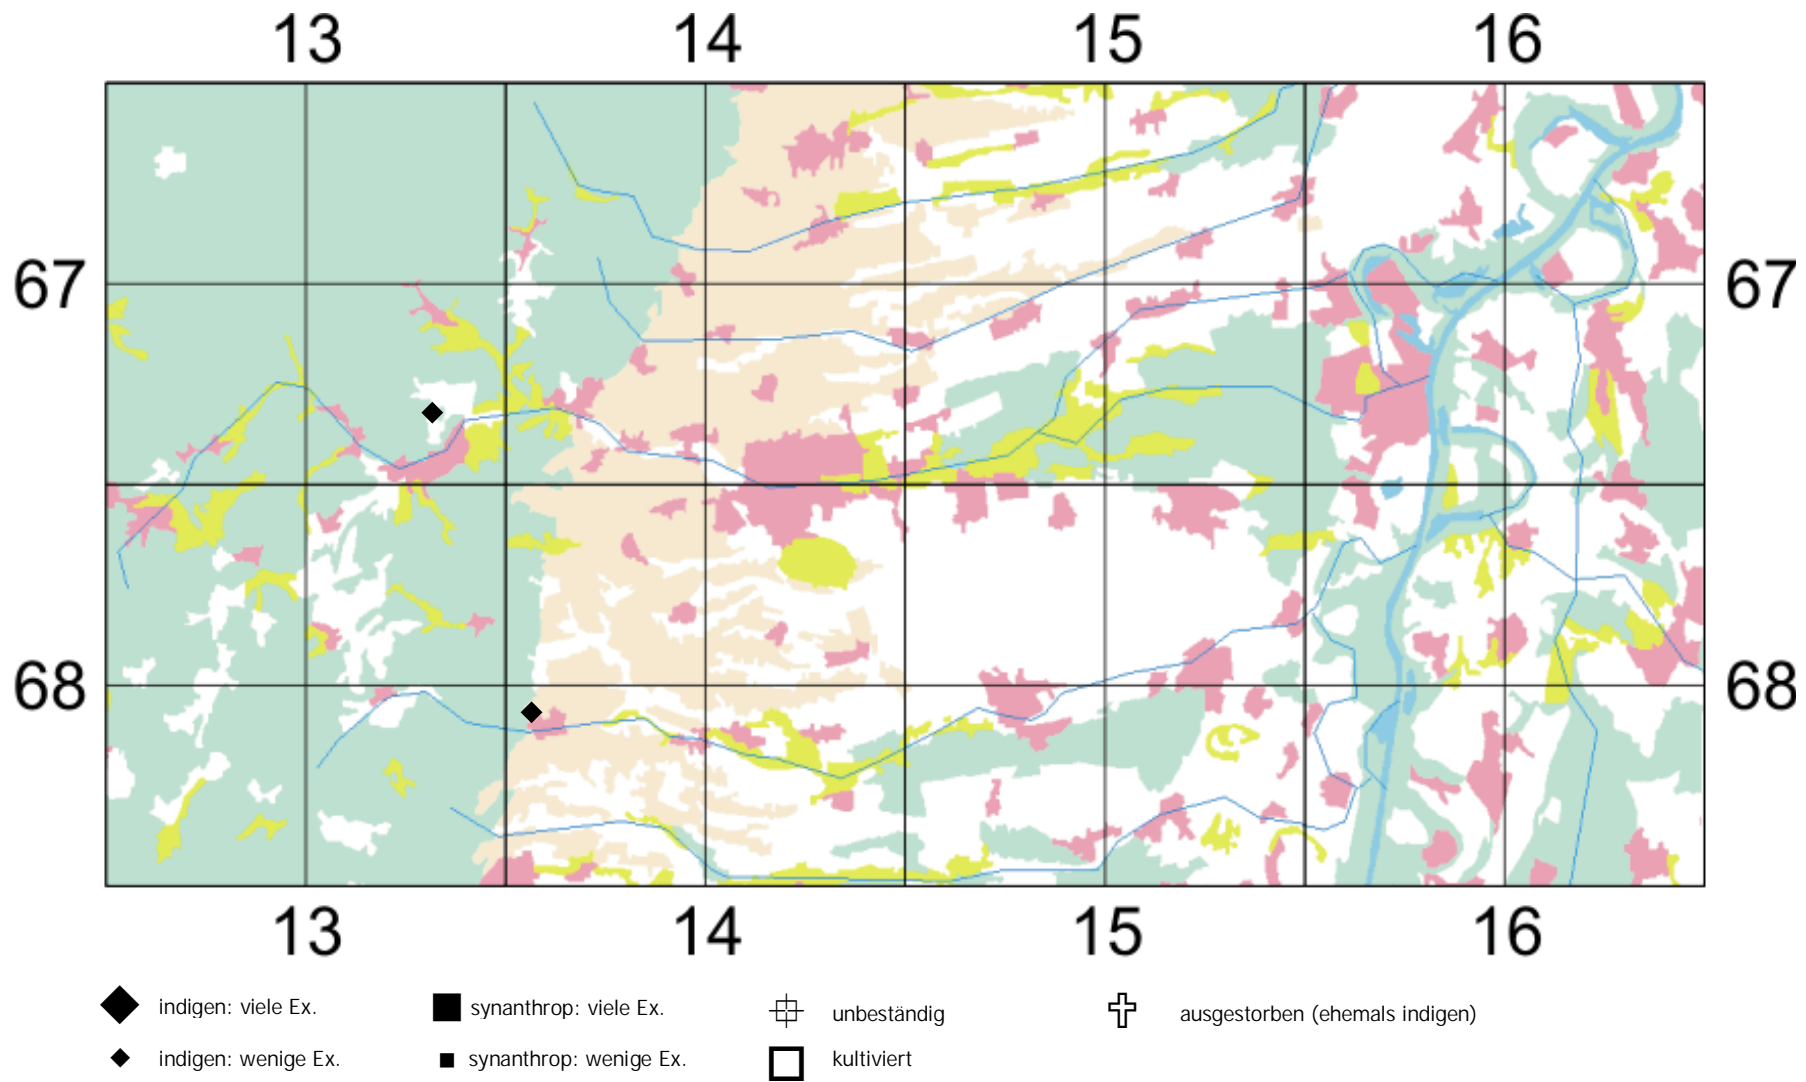 13 14 15 16
67 67
68 68
13 14 15 16
indigen: viele Ex. synanthrop: viele Ex. unbeständig ausgestorben (ehemals indigen)
indigen: wenige Ex. synanthrop: wenige Ex. kultiviert